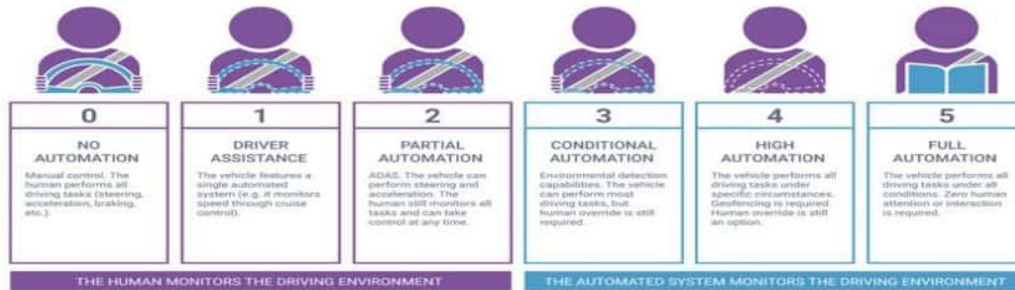 0
NO
AUTOMATION
Manual control. The
human performs all
driving tasks (steering,
acceleration, braking,
etc.).
1
DRIVER
ASSISTANCE
The vehicle features a
single automated
system (e.g. it monitors
speed through cruise
control).
2
PARTIAL
AUTOMATION
ADAS. The vehicle can
perform steering and
acceleration. The
human still monitors all
tasks and can take
control at any time.
3
CONDITIONAL
AUTOMATION
Environmental detection
capabilities. The vehicle
can perform most
driving tasks, but
human override is still
required.
4
HIGH
AUTOMATION
The vehicle performs all
driving tasks under
specific circumstances.
Geofencing is required.
Human override is still
an option.
5
FULL
AUTOMATION
The vehicle performs all
driving tasks under all
conditions. Zero human
attention or interaction
is required.
THE HUMAN MONITORS THE DRIVING ENVIRONMENT
THE AUTOMATED SYSTEM MONITORS THE DRIVING ENVIRONMENT